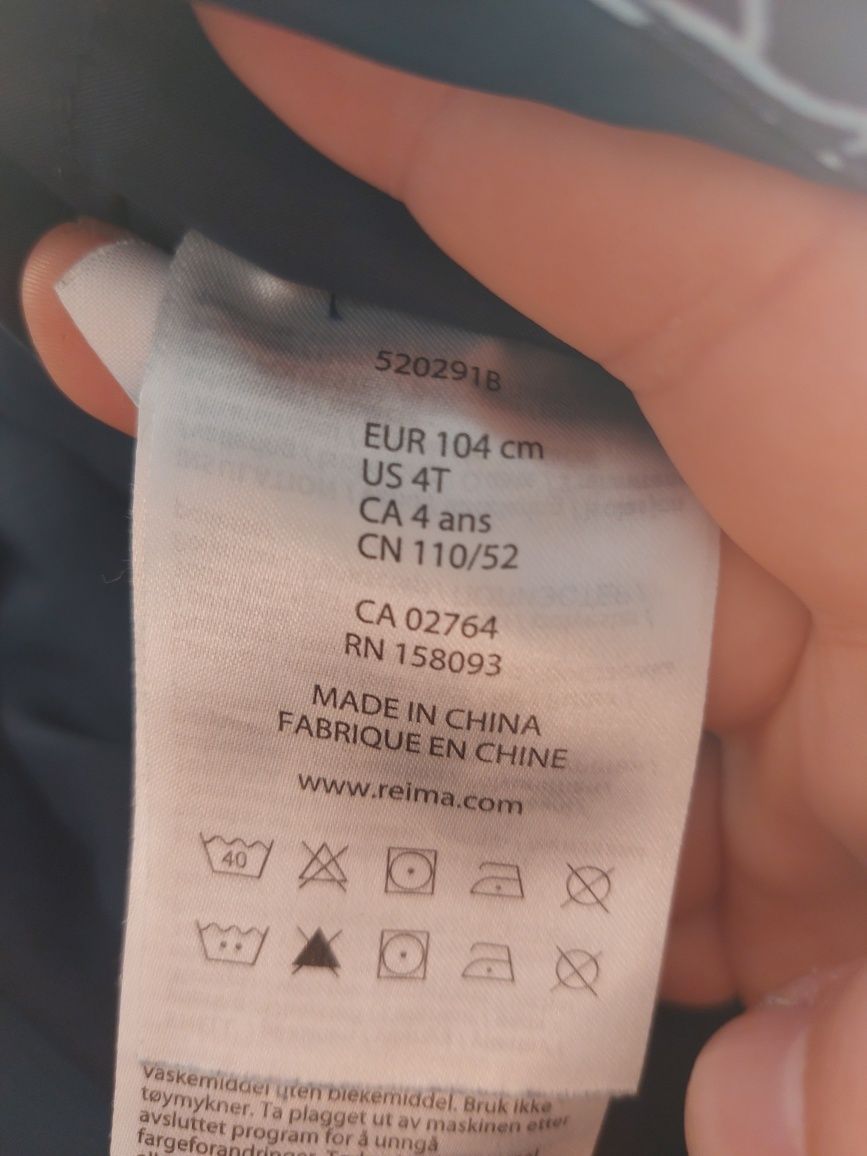 520291B
EUR 104 cm
US 4T
CA 4 ans
CN 110/52
CA 02764
RN 158093
MADE IN CHINA
FABRIQUE EN CHINE
www.reima.com
40
Vaskemiddel uten blekemiddel. Bruk ikke
tøymykner. Ta plagget ut av maskinen etter
avsluttet program for å unngå
fargeforandringer.